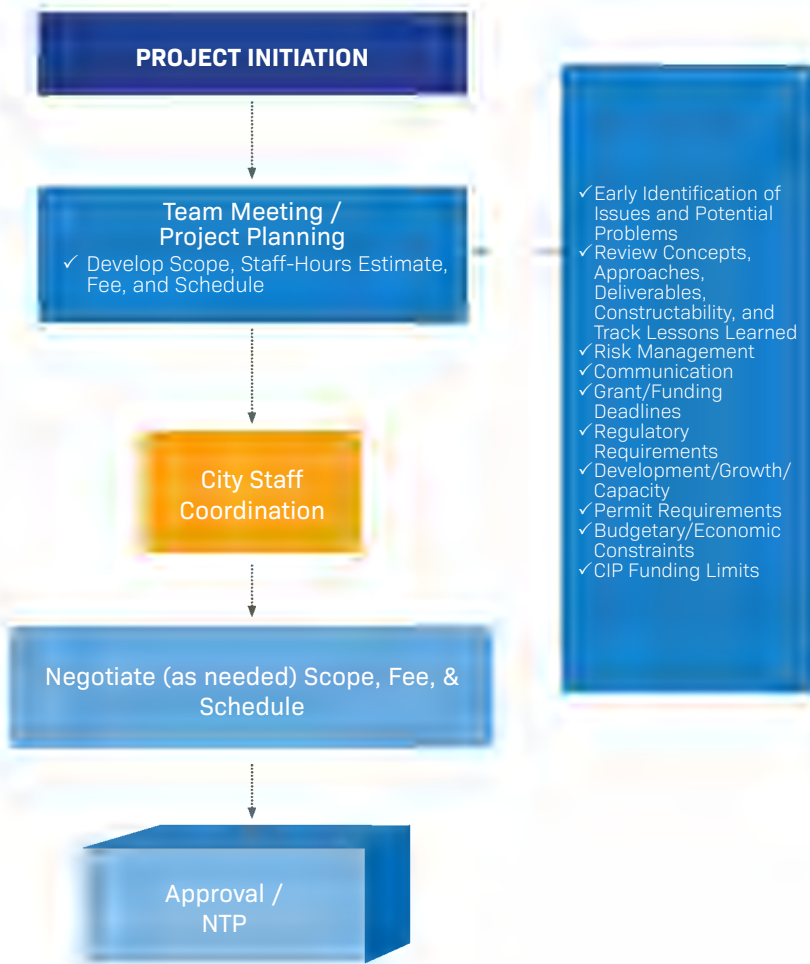 PROJECT INITIATION
Team Meeting /
Project Planning
✓ Develop Scope, Staff-Hours Estimate,
Fee, and Schedule
City Staff
Coordination
Negotiate (as needed) Scope, Fee, &
Schedule
Approval /
NTP
✓Early Identification of
Issues and Potential
Problems
✓Review Concepts,
Approaches,
Deliverables,
Constructability, and
Track Lessons Learned
✓Risk Management
✓Communication
✓Grant/Funding
Deadlines
✓Regulatory
Requirements
✓Development/Growth/
Capacity
✓Permit Requirements
✓Budgetary/Economic
Constraints
✓CIP Funding Limits